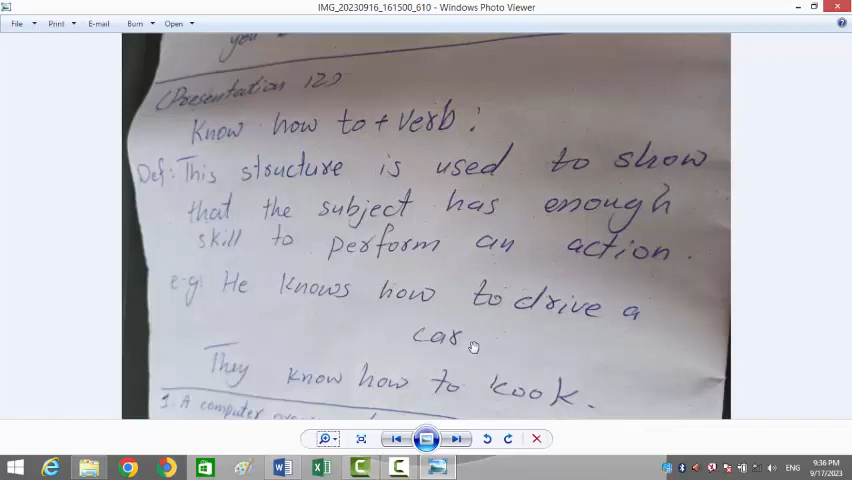 IMG_20230916_161500_610 - Windows Photo Viewer
File Print E-mail Burn Open
you
(Presentation 12)
Know how to + verb :
Def: This structure is used to show
that the subject has enough
skill to perform an action.
e.g: He knows how to drive a
car.
They know how to kook.
1. A computer
ENG
9:36 PM
9/17/2023